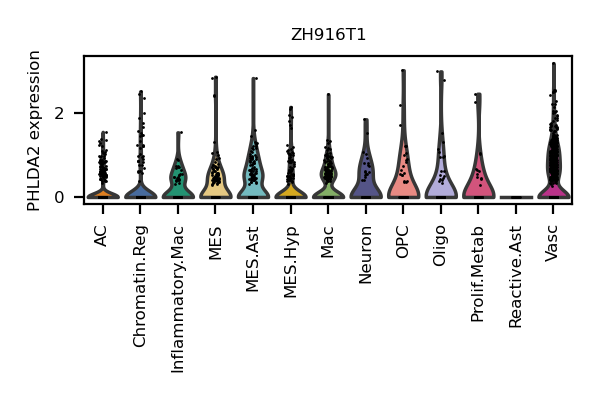 ZH916T1
PHLDA2 expression
2
0
AC
Chromatin.Reg
Inflammatory.Mac
MES
MES.Ast
MES.Hyp
Mac
Neuron
OPC
Oligo
Prolif.Metab
Reactive.Ast
Vasc